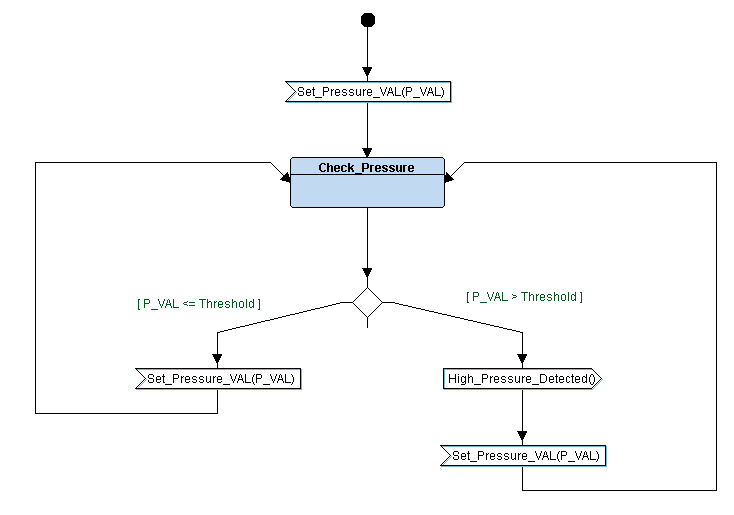 Set_Pressure_VAL(P_VAL)
Check_Pressure
[ P_VAL <= Threshold ]
[ P_VAL > Threshold ]
Set_Pressure_VAL(P_VAL)
High_Pressure_Detected()
Set_Pressure_VAL(P_VAL)